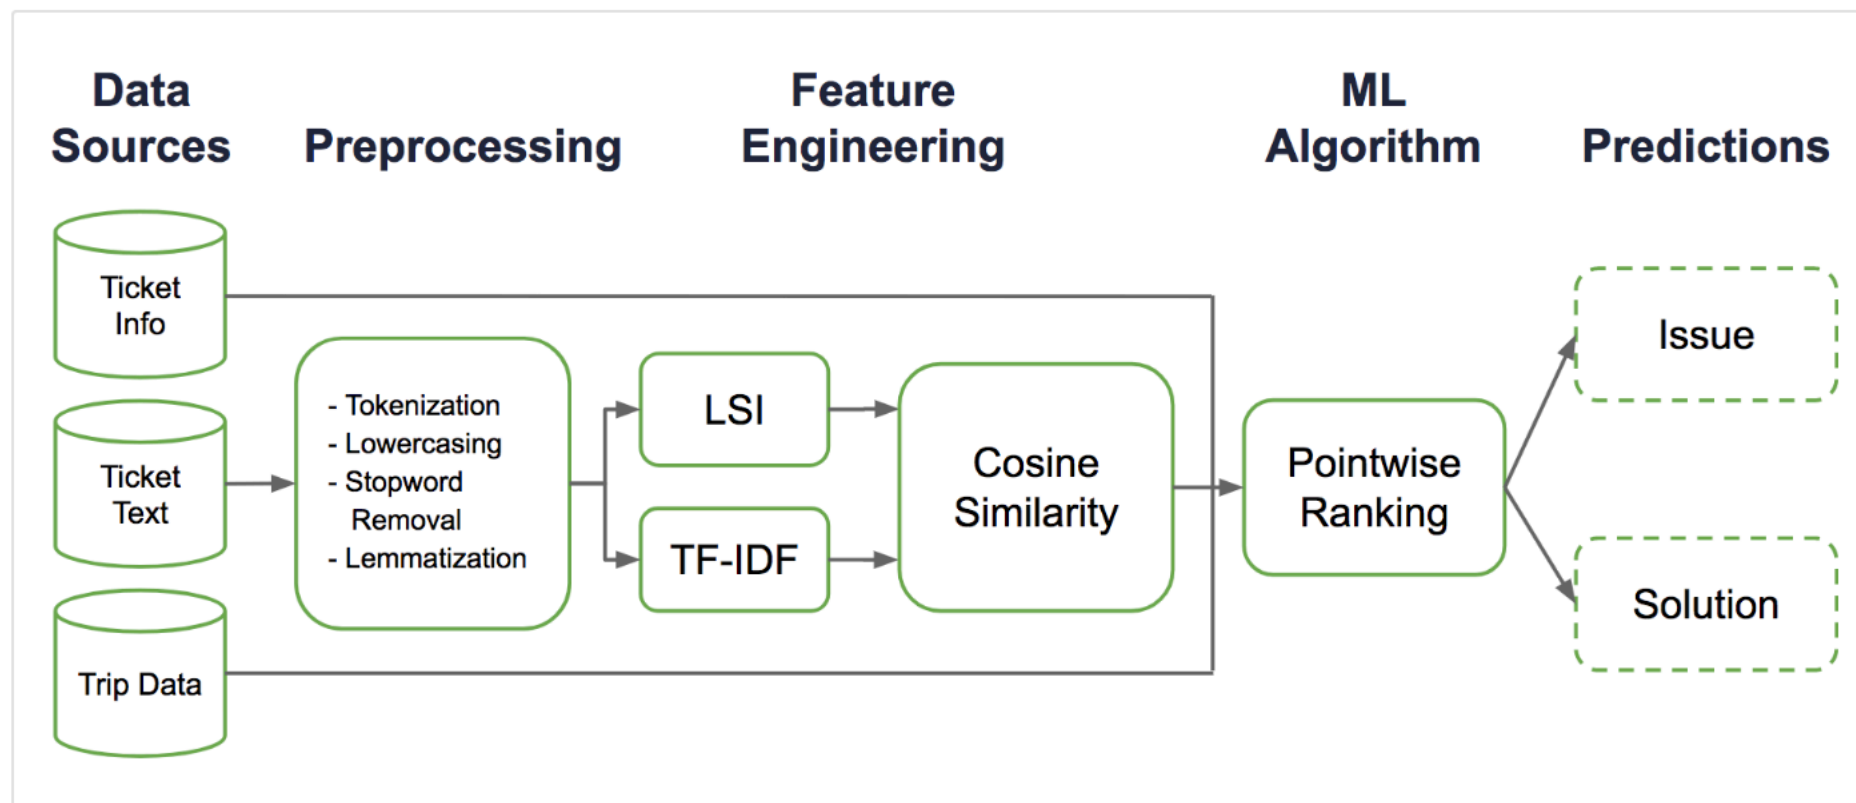 Data
Sources
Preprocessing
Feature
Engineering
ML
Algorithm
Predictions
Ticket
Info
Ticket
Text
Trip Data
- Tokenization
- Lowercasing
- Stopword
Removal
- Lemmatization
LSI
TF-IDF
Cosine
Similarity
Pointwise
Ranking
Issue
Solution